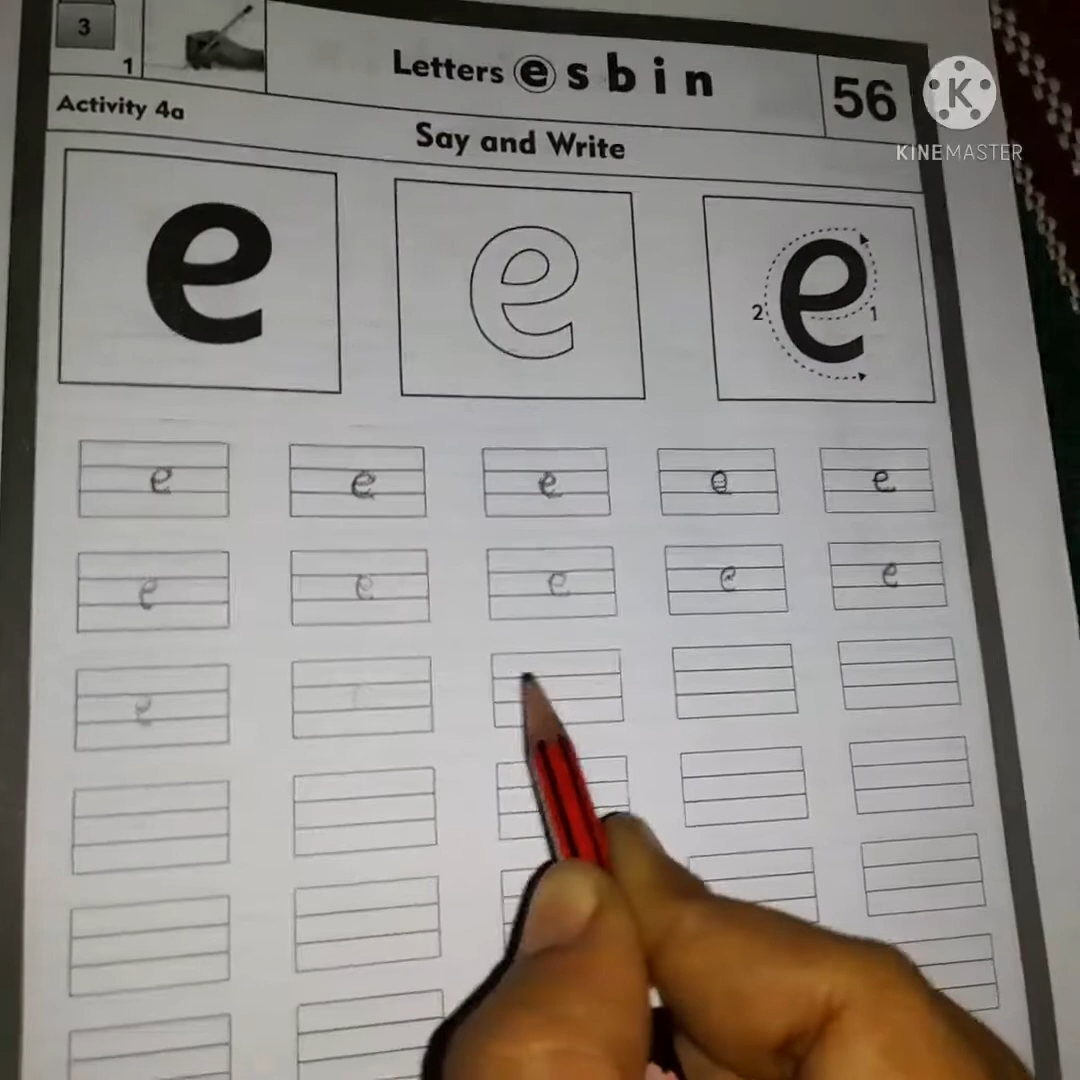 3
1
Letters e s b i n
56
K
KINEMASTER
Activity 4a
Say and Write
e e e
2 1
e e e e e
e e e e e
e